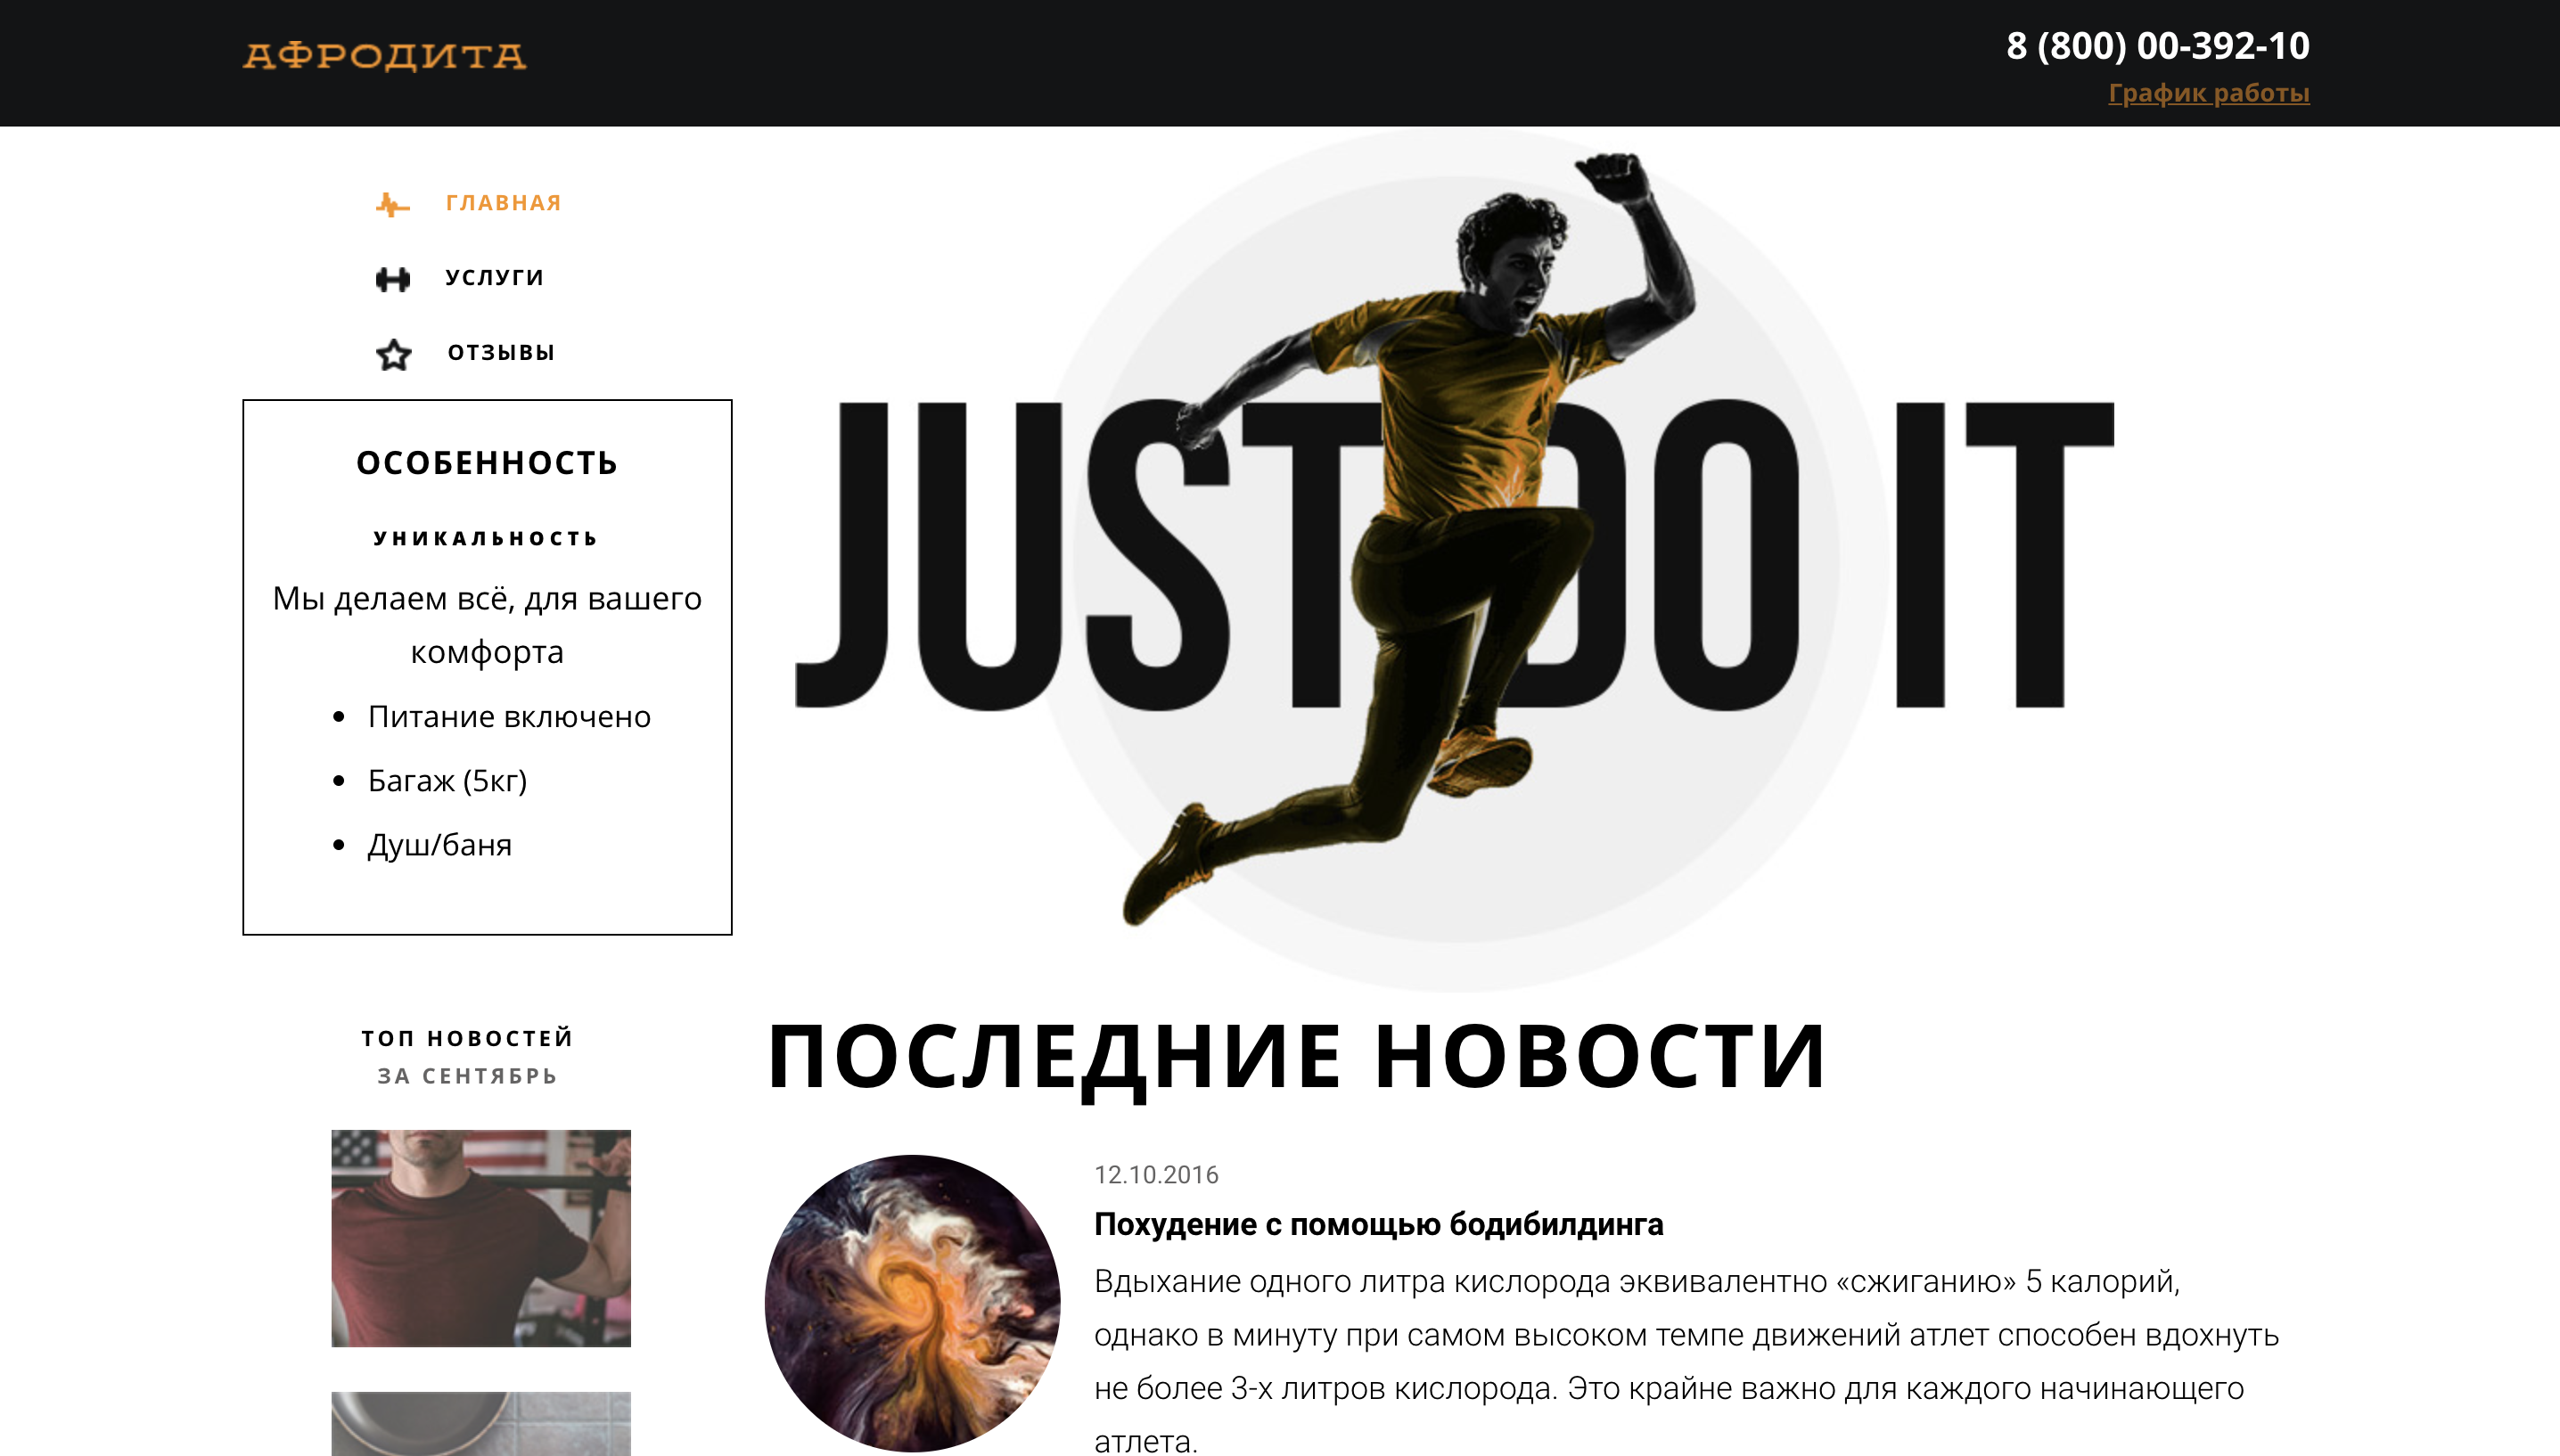 АФРОДИТА
8 (800) 00-392-10
График работы
ГЛАВНАЯ
УСЛУГИ
ОТЗЫВЫ
ОСОБЕННОСТЬ
УНИКАЛЬНОСТЬ
Мы делаем всё, для вашего
комфорта
• Питание включено
• Багаж (5кг)
• Душ/баня
JUST DO IT
ТОП НОВОСТЕЙ
ЗА СЕНТЯБРЬ
ПОСЛЕДНИЕ НОВОСТИ
12.10.2016
Похудение с помощью бодибилдинга
Вдыхание одного литра кислорода эквивалентно «сжиганию» 5 калорий,
однако в минуту при самом высоком темпе движений атлет способен вдохнуть
не более 3-х литров кислорода. Это крайне важно для каждого начинающего
атлета.